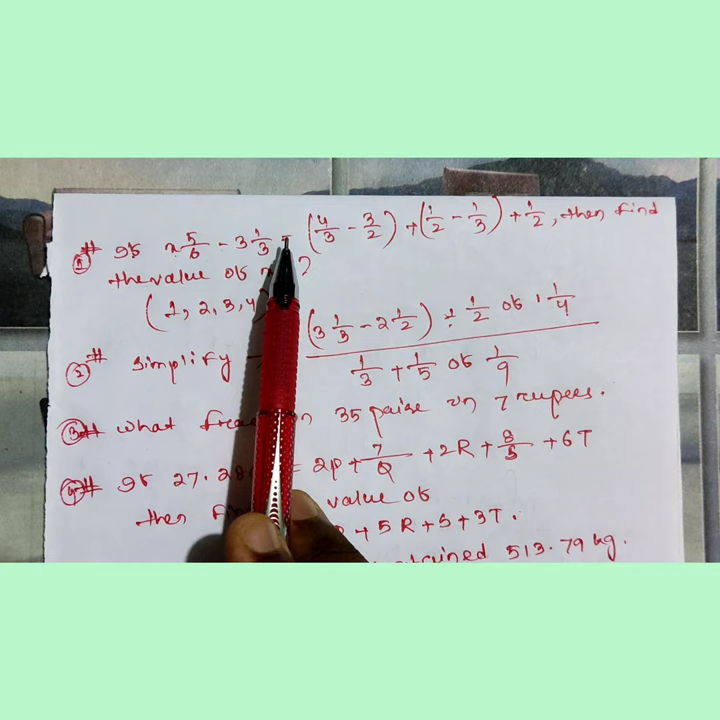 ① # If x 5/6 - 3 1/3 = (4/3 - 3/2) + (1/2 - 1/3) + 1/2, then find
the value of ?
(1, 2, 3, 4
② # Simplify (3 1/3 - 2 1/2) ÷ 1/2 of 1 1/4
1/3 + 1/5 of 1/9
③ # What 35 paise in 7 rupees.
④ # If 27. = 2P + 7/Q + 2R + 8/S + 6T
then value of
+ 5R + S + 3T.
513.79 kg.